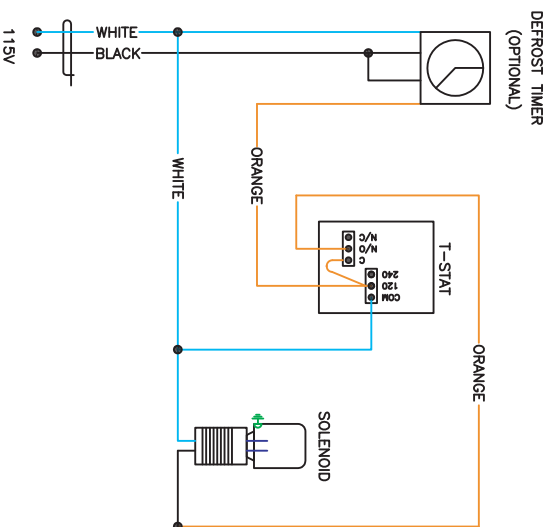 DEFROST TIMER
(OPTIONAL)
WHITE
BLACK
115V
WHITE
ORANGE
T-STAT
N/C
N/O
C
240
120
COM
ORANGE
SOLENOID